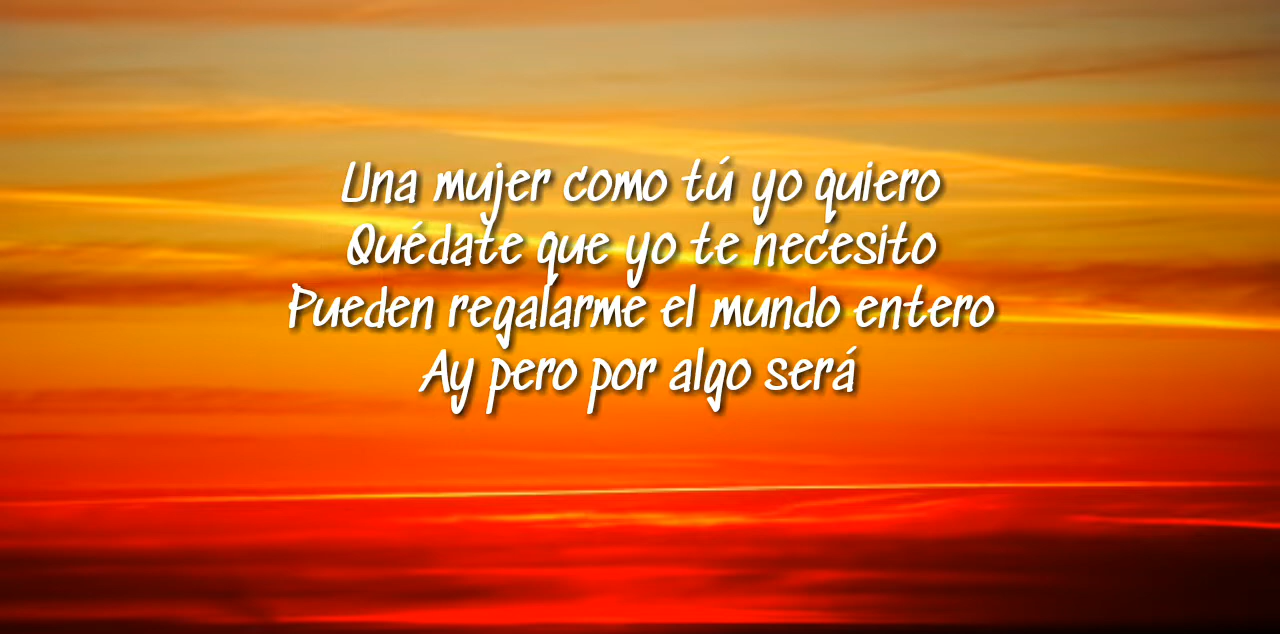 Una mujer como tú yo quiero
Quédate que yo te necesito
Pueden regalarme el mundo entero
Ay pero por algo será